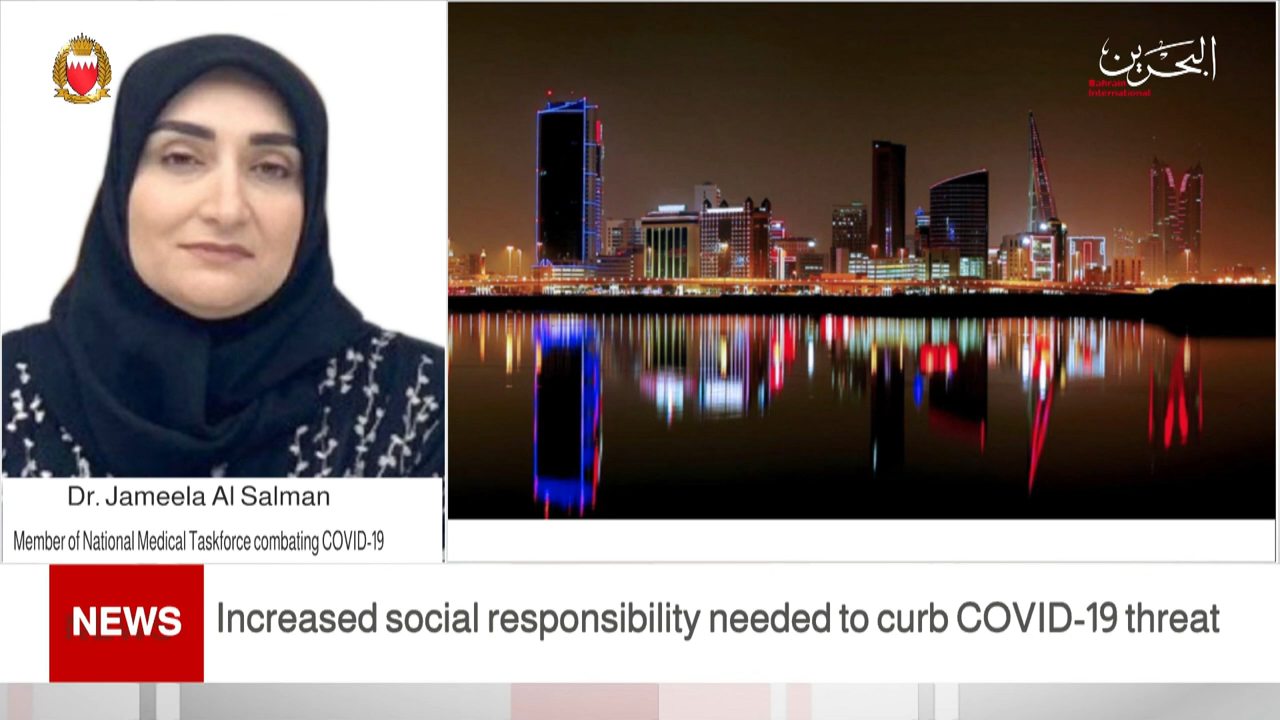 البحرين
Bahrain
International
Dr. Jameela Al Salman
Member of National Medical Taskforce combating COVID-19
NEWS
Increased social responsibility needed to curb COVID-19 threat